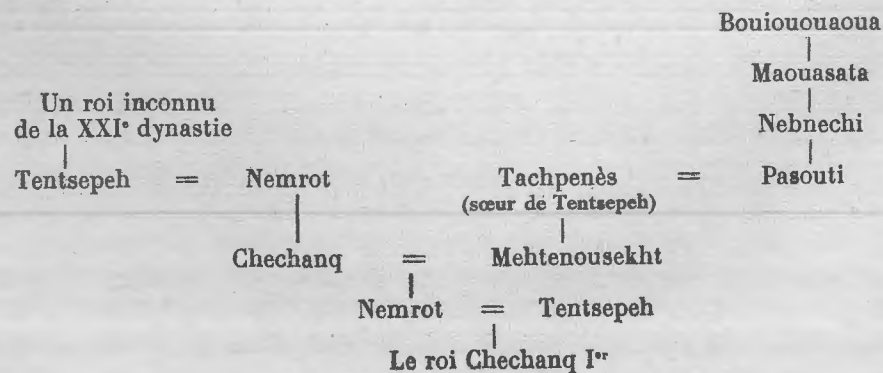 Bouiououaoua
Maouasata
Un roi inconnu
de la XXIe dynastie
Nebnechi
Tentsepeh = Nemrot Tachpenès = Pasouti
(sœur de Tentsepeh)
Chechanq = Mehtenousekht
Nemrot = Tentsepeh
Le roi Chechanq Ier